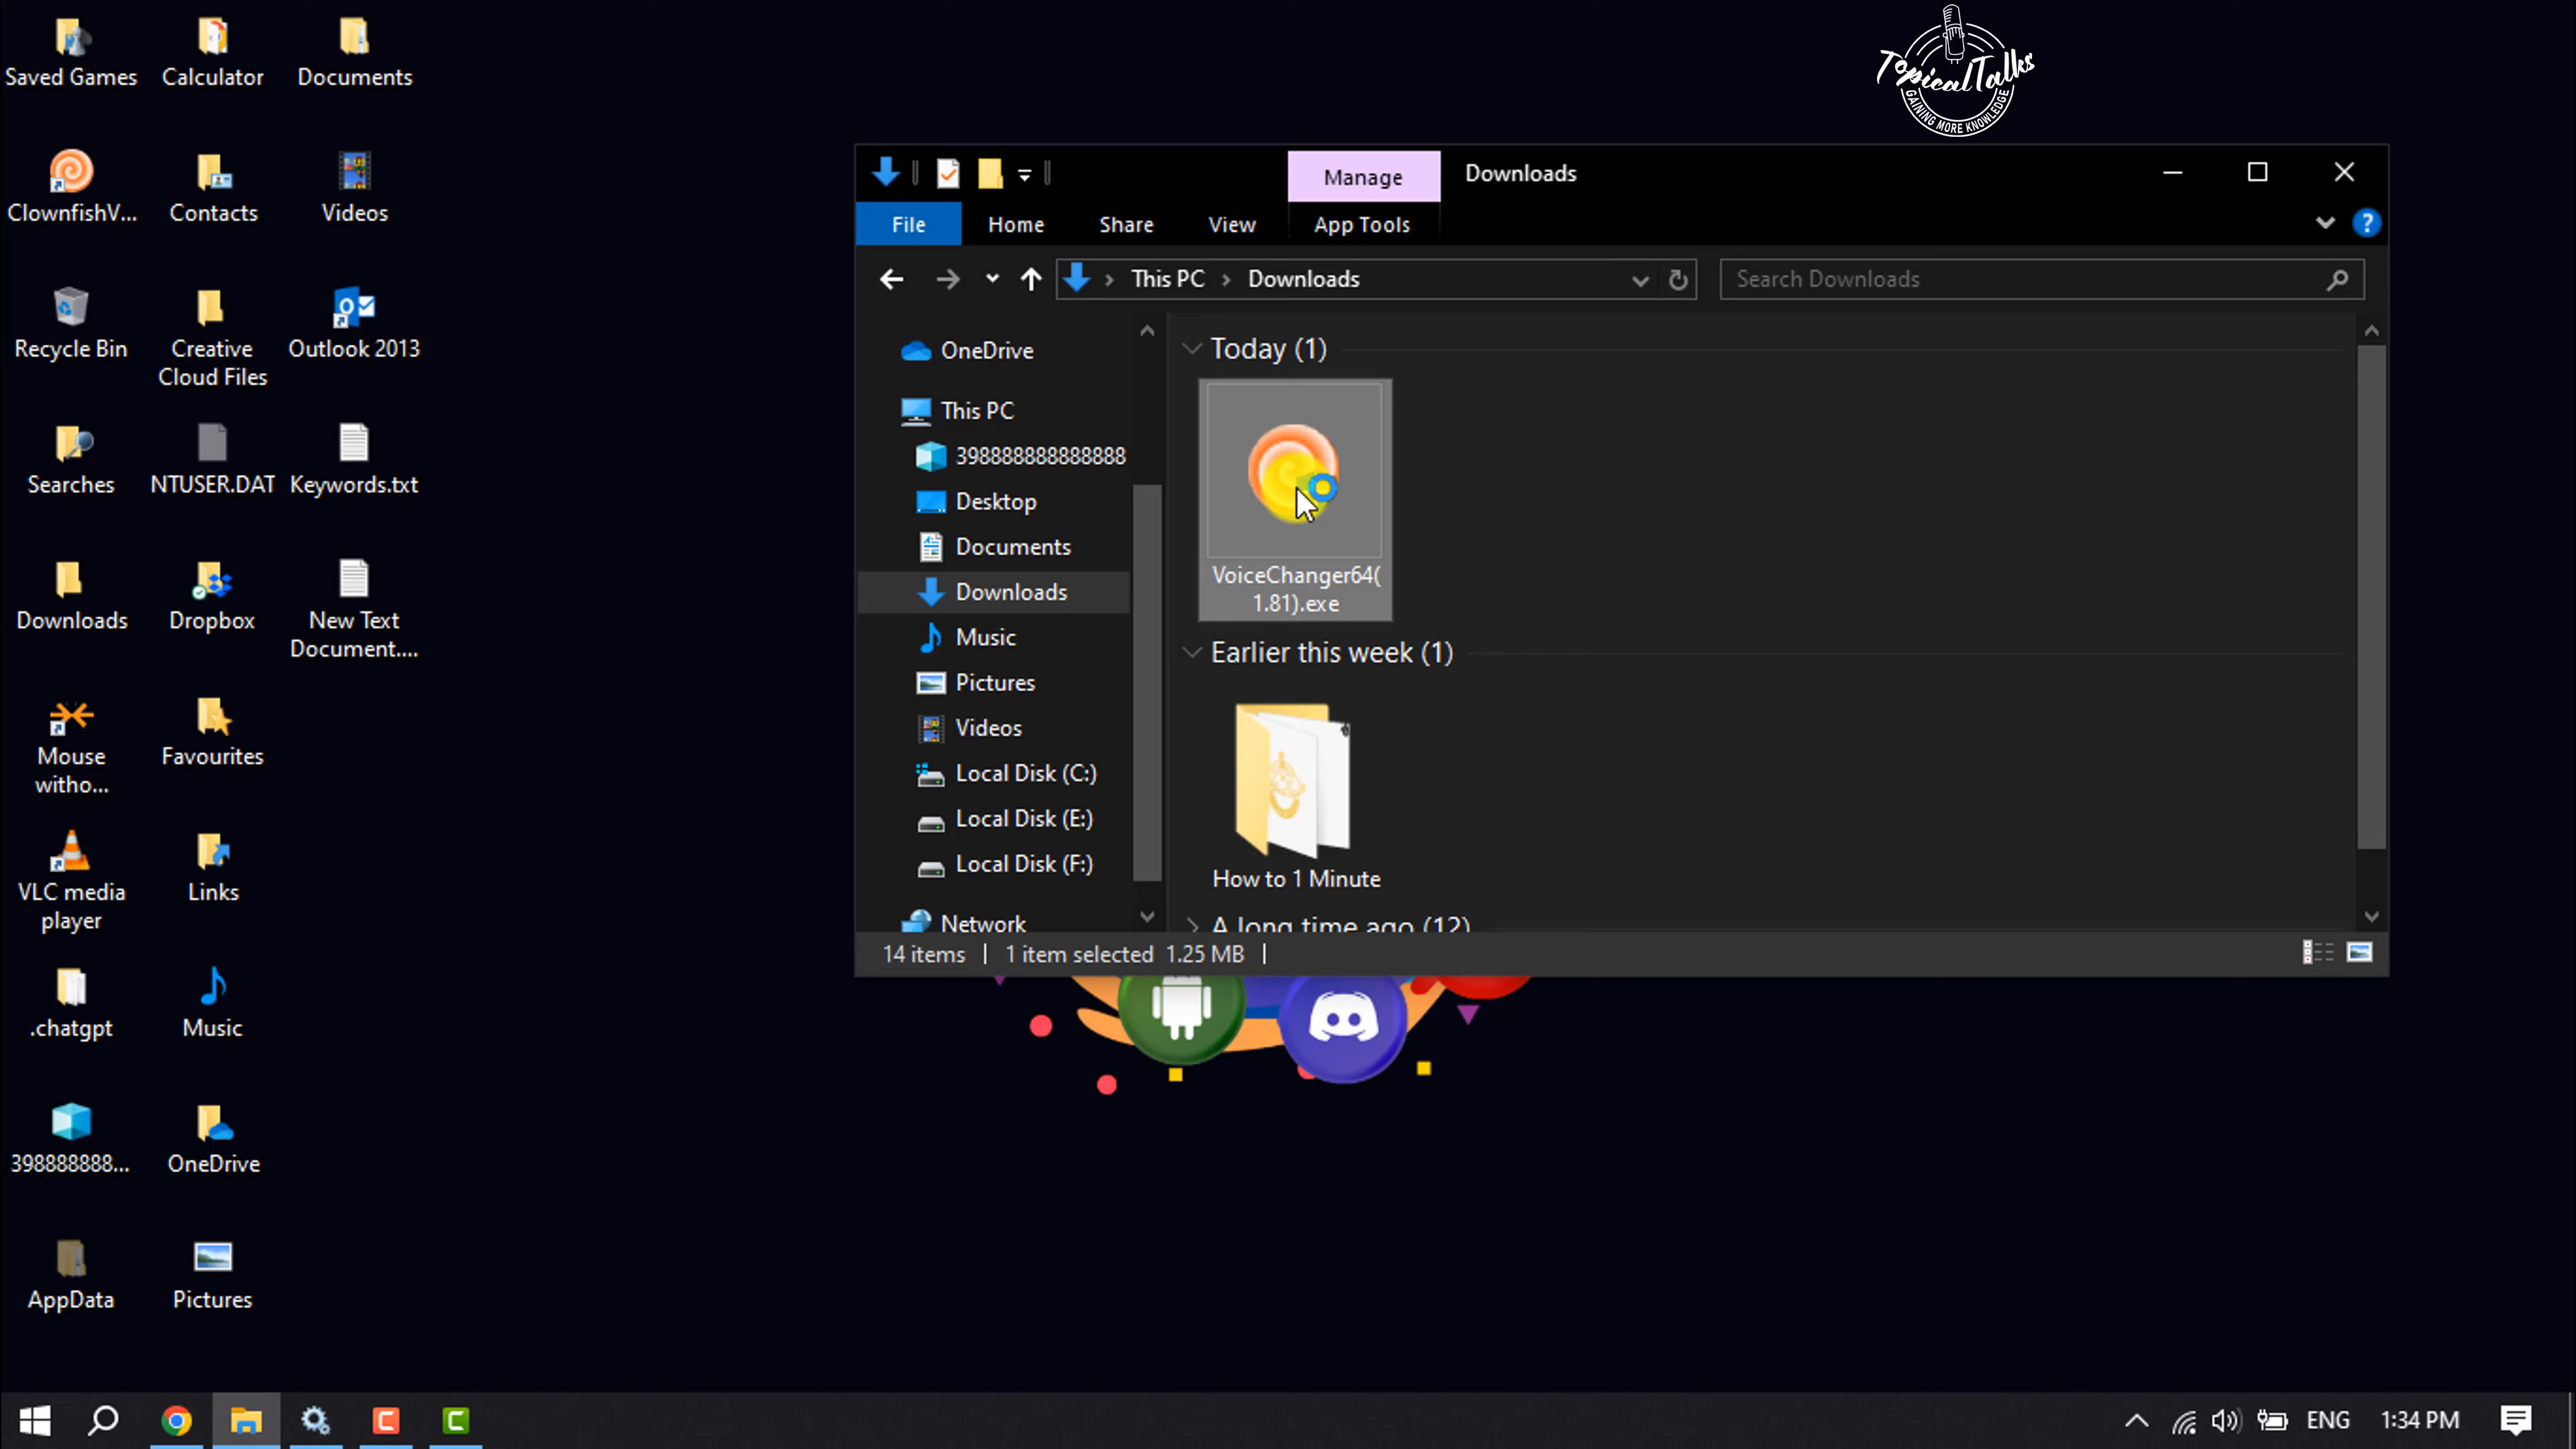 Saved Games
Calculator
Documents
ClownfishV...
Contacts
Videos
Recycle Bin
Creative
Cloud Files
Outlook 2013
Searches
NTUSER.DAT
Keywords.txt
Downloads
Dropbox
New Text
Document....
Mouse
witho...
Favourites
VLC media
player
Links
.chatgpt
Music
398888888...
OneDrive
AppData
Pictures
TopicalTalks
GAINING MORE KNOWLEDGE
Manage
Downloads
File
Home
Share
View
App Tools
This PC
Downloads
Search Downloads
OneDrive
This PC
398888888888888
Desktop
Documents
Downloads
Music
Pictures
Videos
Local Disk (C:)
Local Disk (E:)
Local Disk (F:)
Network
Today (1)
VoiceChanger64(
1.81).exe
Earlier this week (1)
How to 1 Minute
A long time ago (12)
14 items
1 item selected 1.25 MB
ENG
1:34 PM